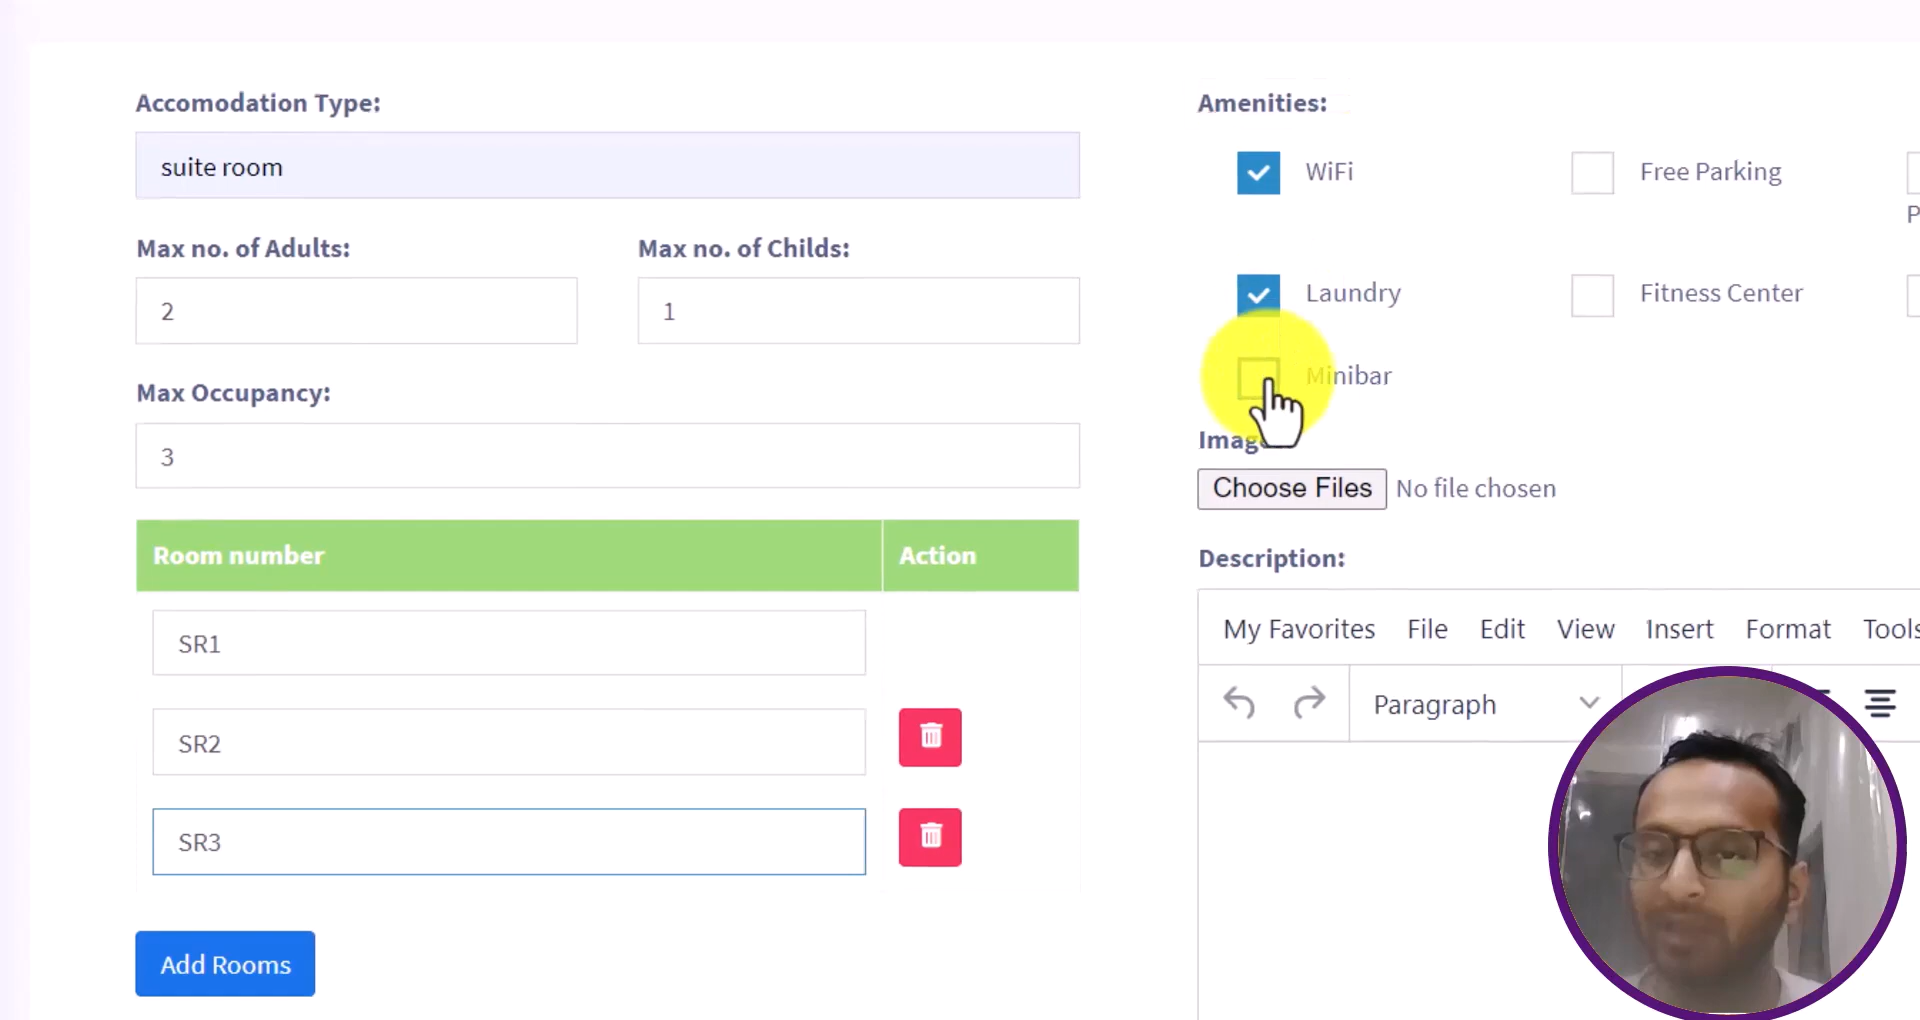 Accomodation Type:
suite room
Max no. of Adults:
2
Max no. of Childs:
1
Max Occupancy:
3
Room number
Action
SR1
SR2
SR3
Add Rooms
Amenities:
WiFi
Free Parking
P
Laundry
Fitness Center
Minibar
Imag
Choose Files No file chosen
Description:
My Favorites File Edit View Insert Format Tools
Paragraph